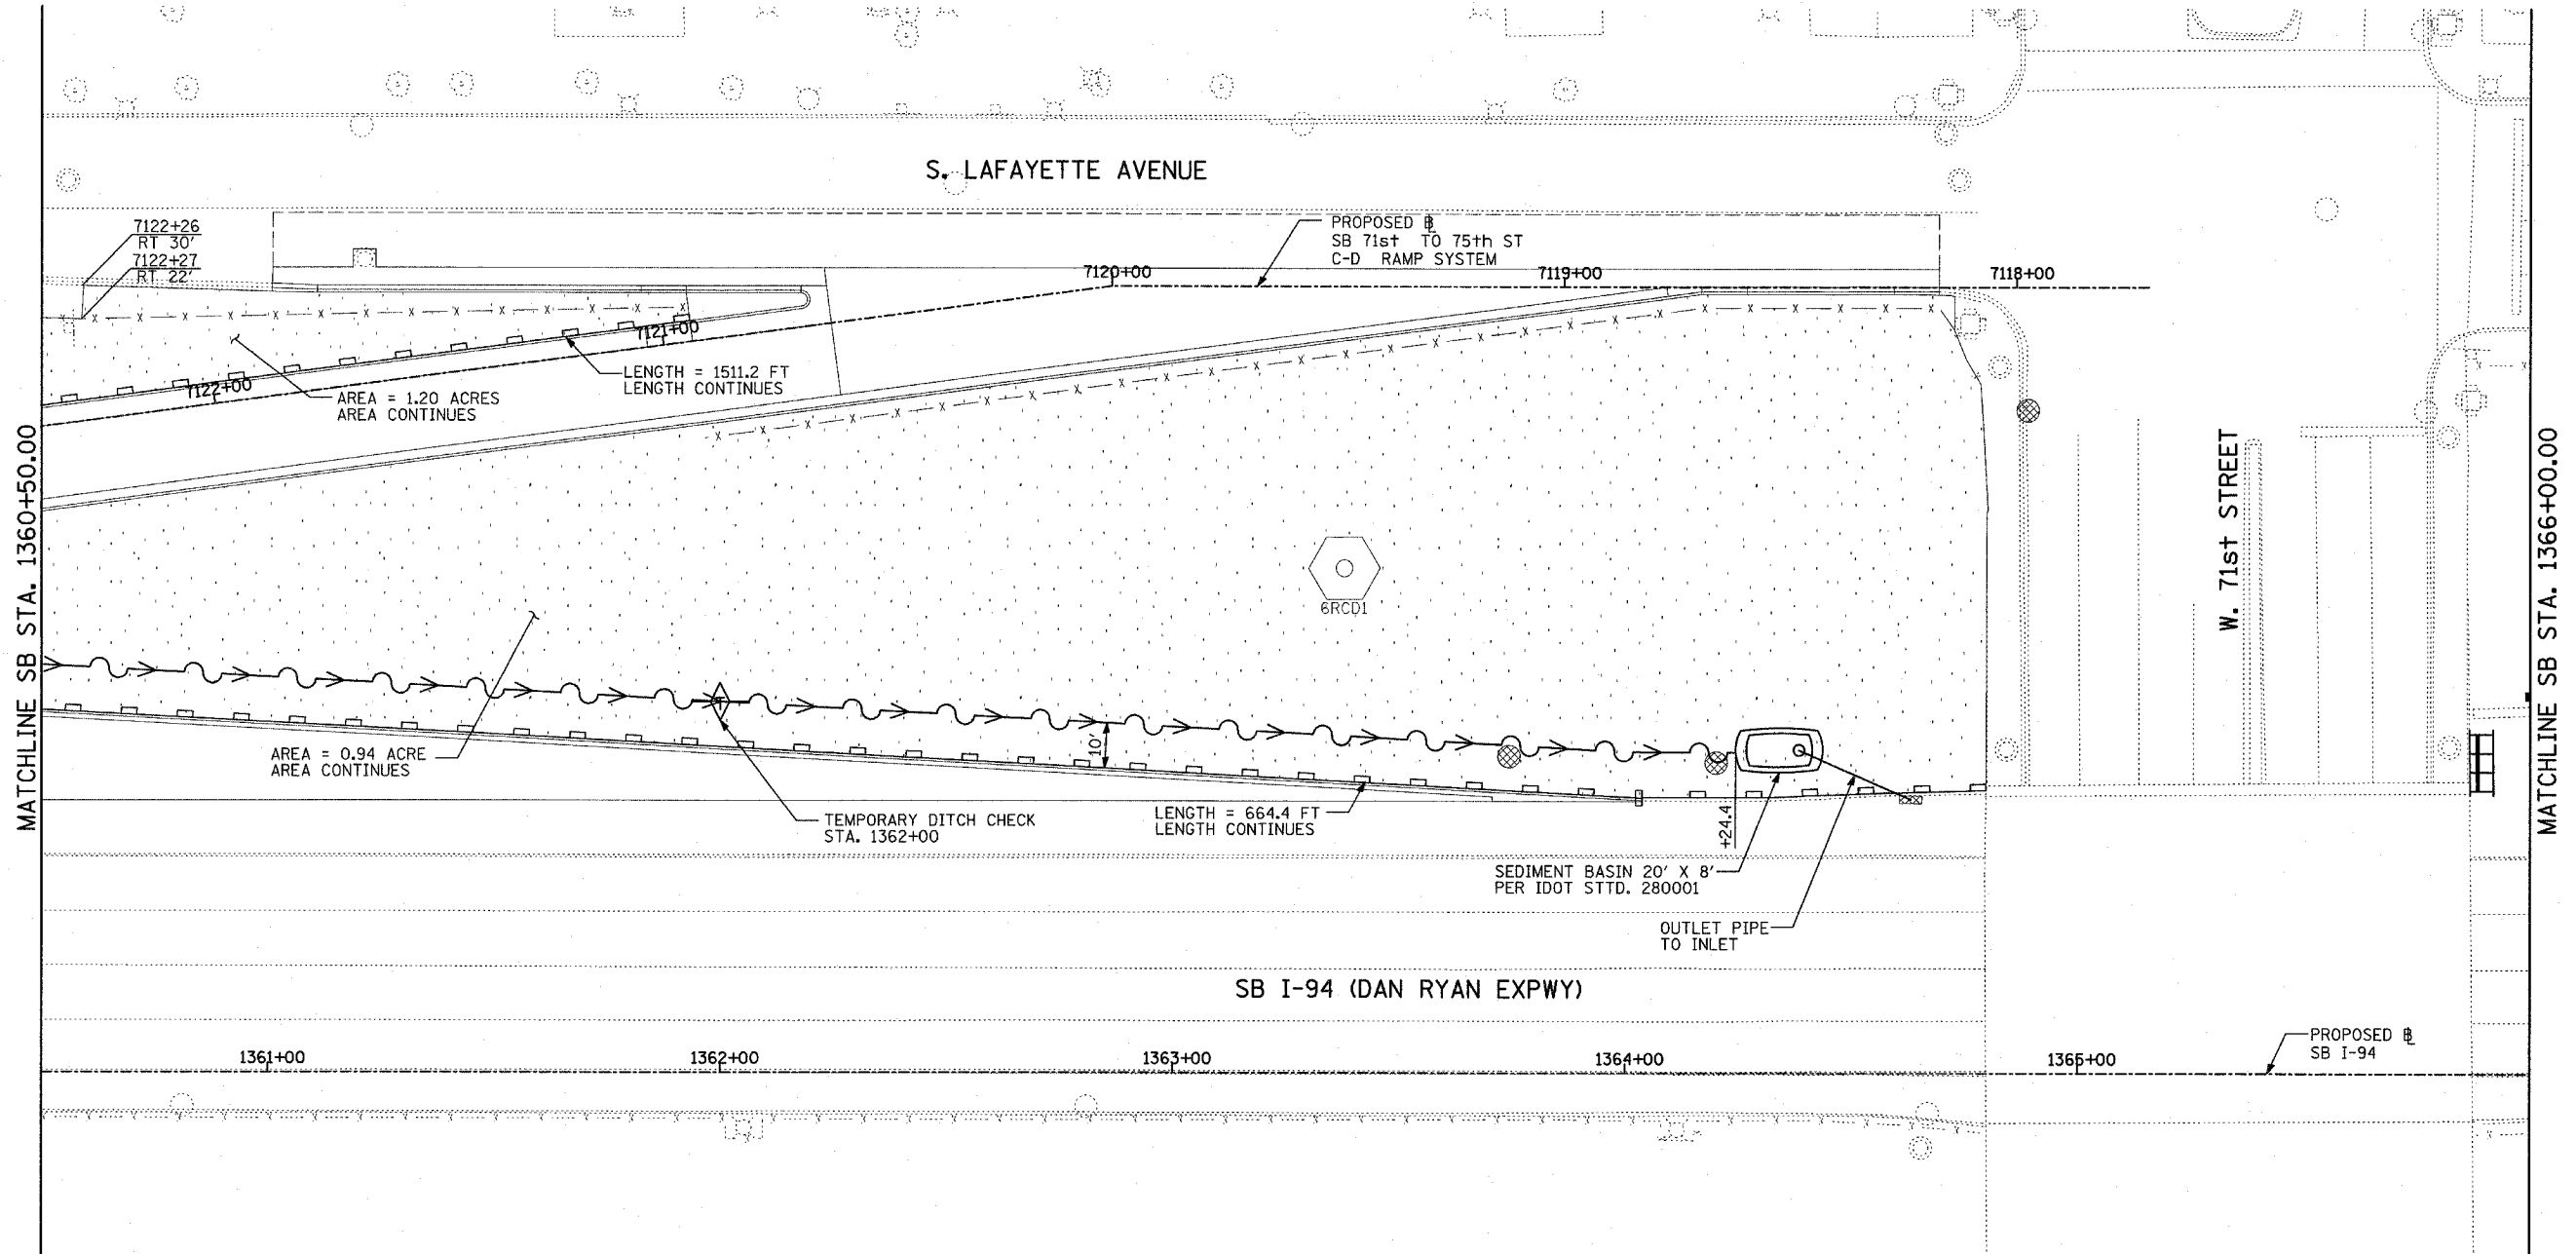 S. LAFAYETTE AVENUE
7122+26
RT 30'
7122+27
RT 22'
PROPOSED ℄
SB 71st TO 75th ST
C-D RAMP SYSTEM
7120+00
7119+00
7118+00
7121+00
7122+00
LENGTH = 1511.2 FT
LENGTH CONTINUES
AREA = 1.20 ACRES
AREA CONTINUES
MATCHLINE SB STA. 1360+50.00
W. 71st STREET
MATCHLINE SB STA. 1366+00.00
6RCD1
10'
AREA = 0.94 ACRE
AREA CONTINUES
TEMPORARY DITCH CHECK
STA. 1362+00
LENGTH = 664.4 FT
LENGTH CONTINUES
+24.4
SEDIMENT BASIN 20' X 8'
PER IDOT STTD. 280001
OUTLET PIPE
TO INLET
SB I-94 (DAN RYAN EXPWY)
1361+00
1362+00
1363+00
1364+00
1365+00
PROPOSED ℄
SB I-94